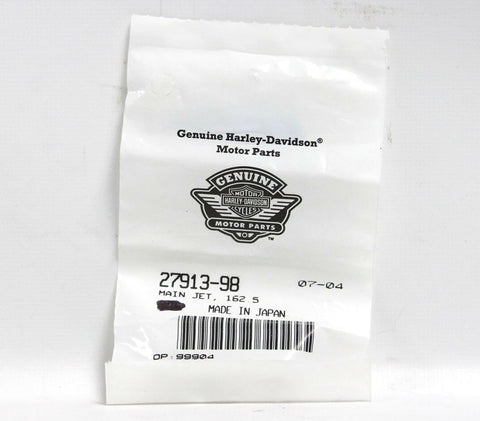 Genuine Harley-Davidson®
Motor Parts
GENUINE
MOTOR
HARLEY-DAVIDSON
CYCLES
MOTOR PARTS
™
27913-98 07-04
MAIN JET, 162 5
MADE IN JAPAN
OP:99904